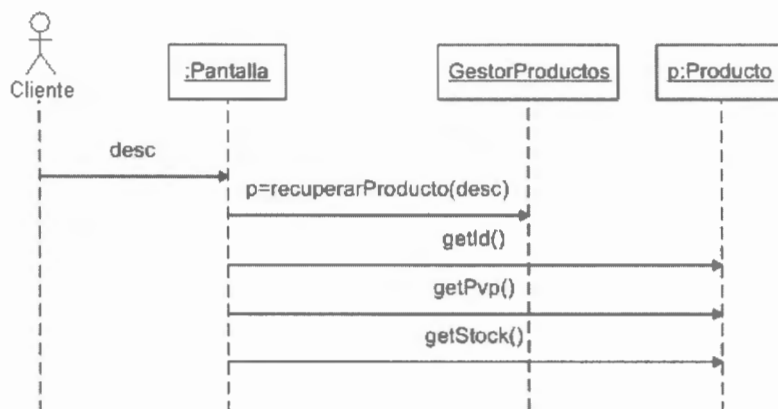 Cliente
:Pantalla
GestorProductos
p:Producto
desc
p=recuperarProducto(desc)
getId()
getPvp()
getStock()